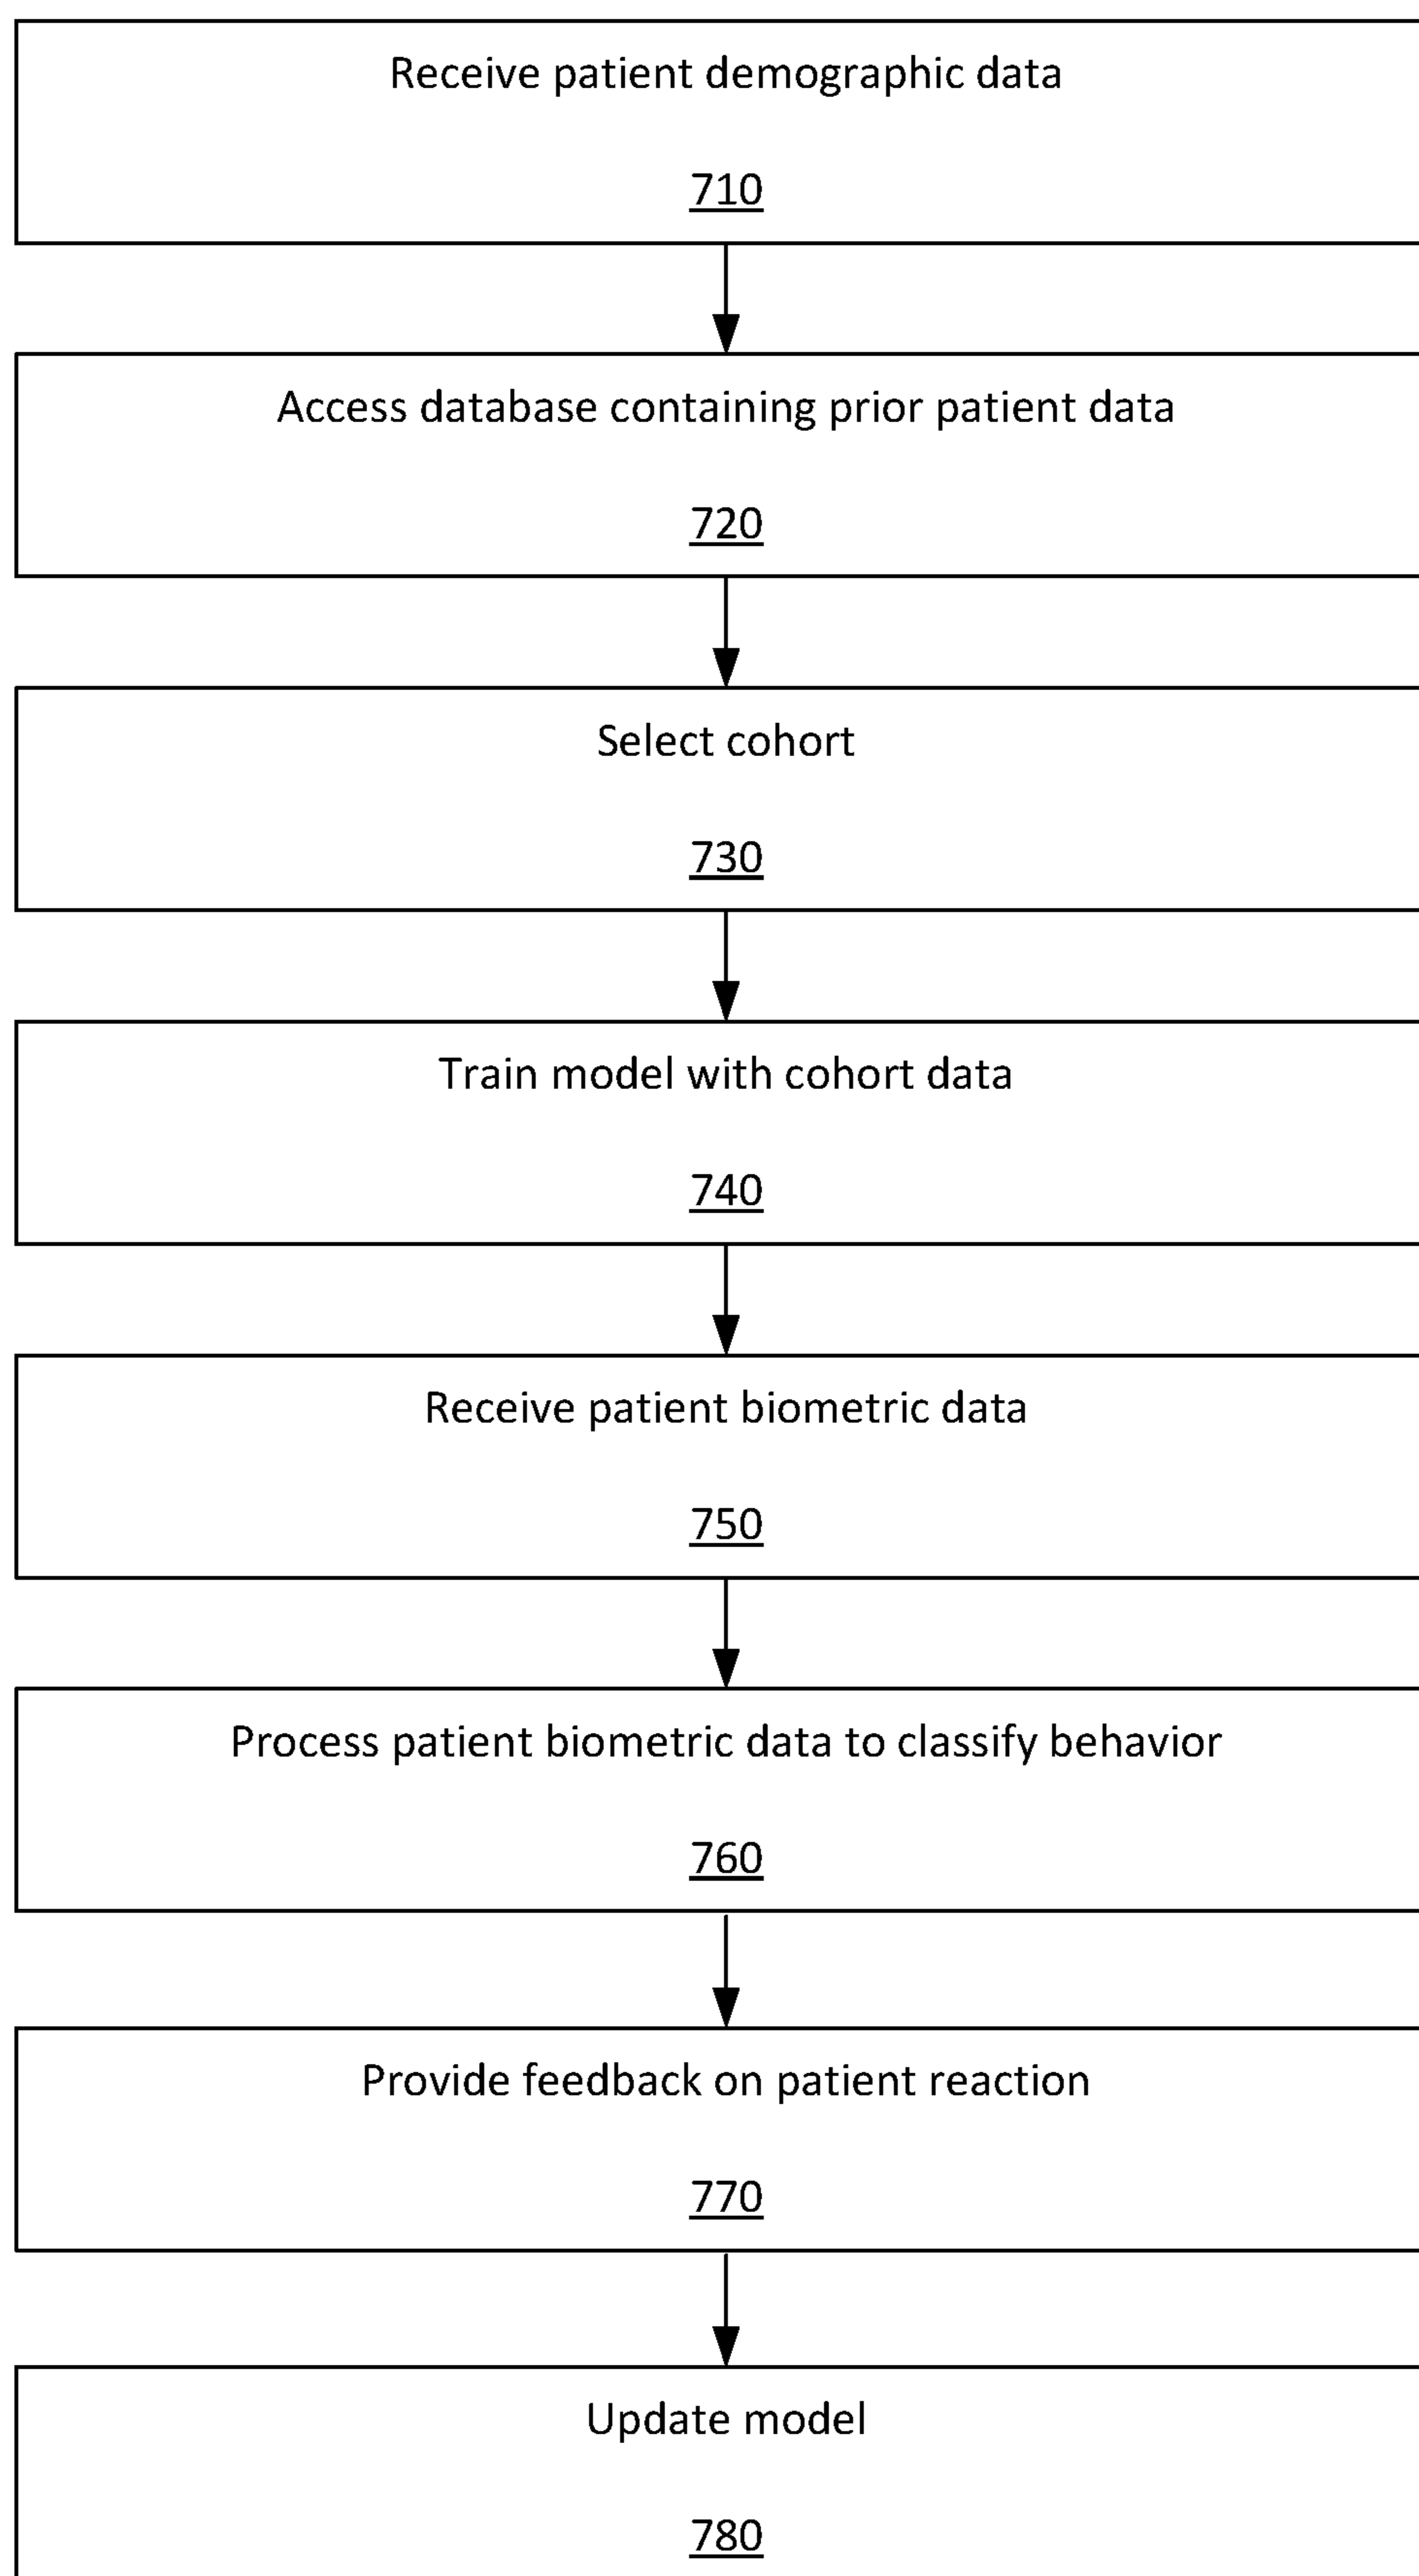 Receive patient demographic data
710
Access database containing prior patient data
720
Select cohort
730
Train model with cohort data
740
Receive patient biometric data
750
Process patient biometric data to classify behavior
760
Provide feedback on patient reaction
770
Update model
780